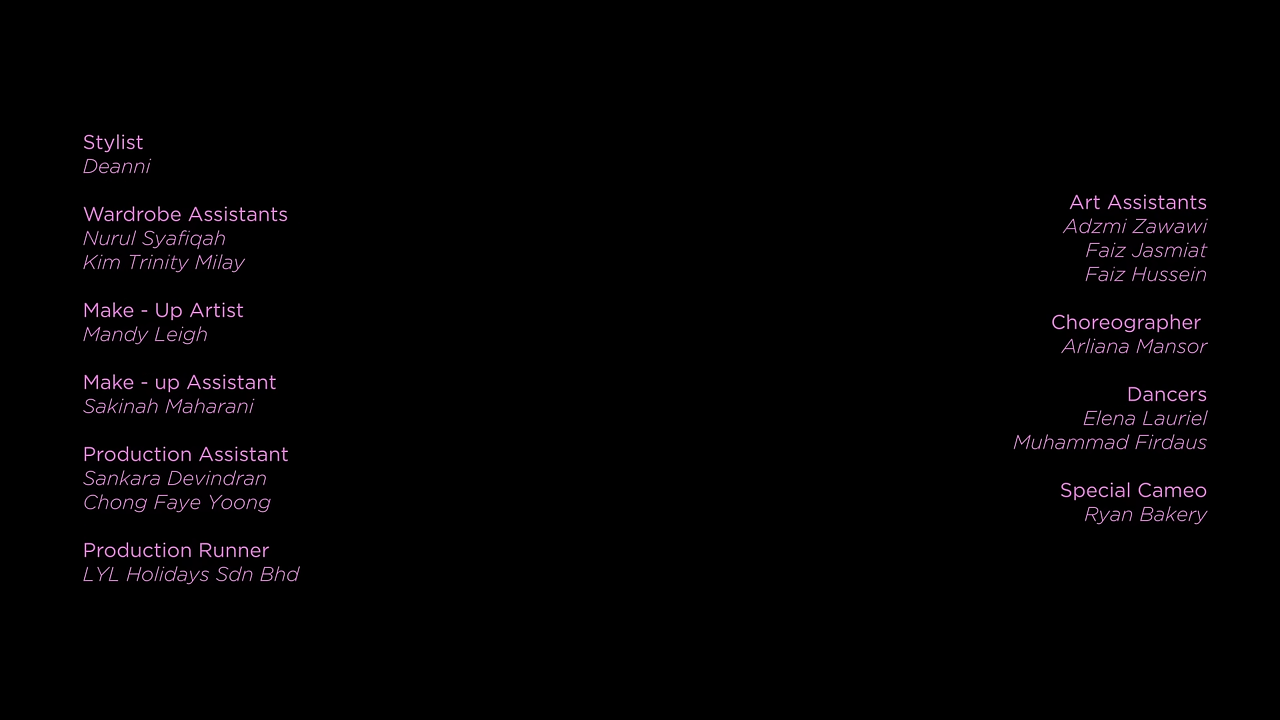 Stylist
Deanni
Wardrobe Assistants
Nurul Syafiqah
Kim Trinity Milay
Make - Up Artist
Mandy Leigh
Make - up Assistant
Sakinah Maharani
Production Assistant
Sankara Devindran
Chong Faye Yoong
Production Runner
LYL Holidays Sdn Bhd
Art Assistants
Adzmi Zawawi
Faiz Jasmiat
Faiz Hussein
Choreographer
Arliana Mansor
Dancers
Elena Lauriel
Muhammad Firdaus
Special Cameo
Ryan Bakery